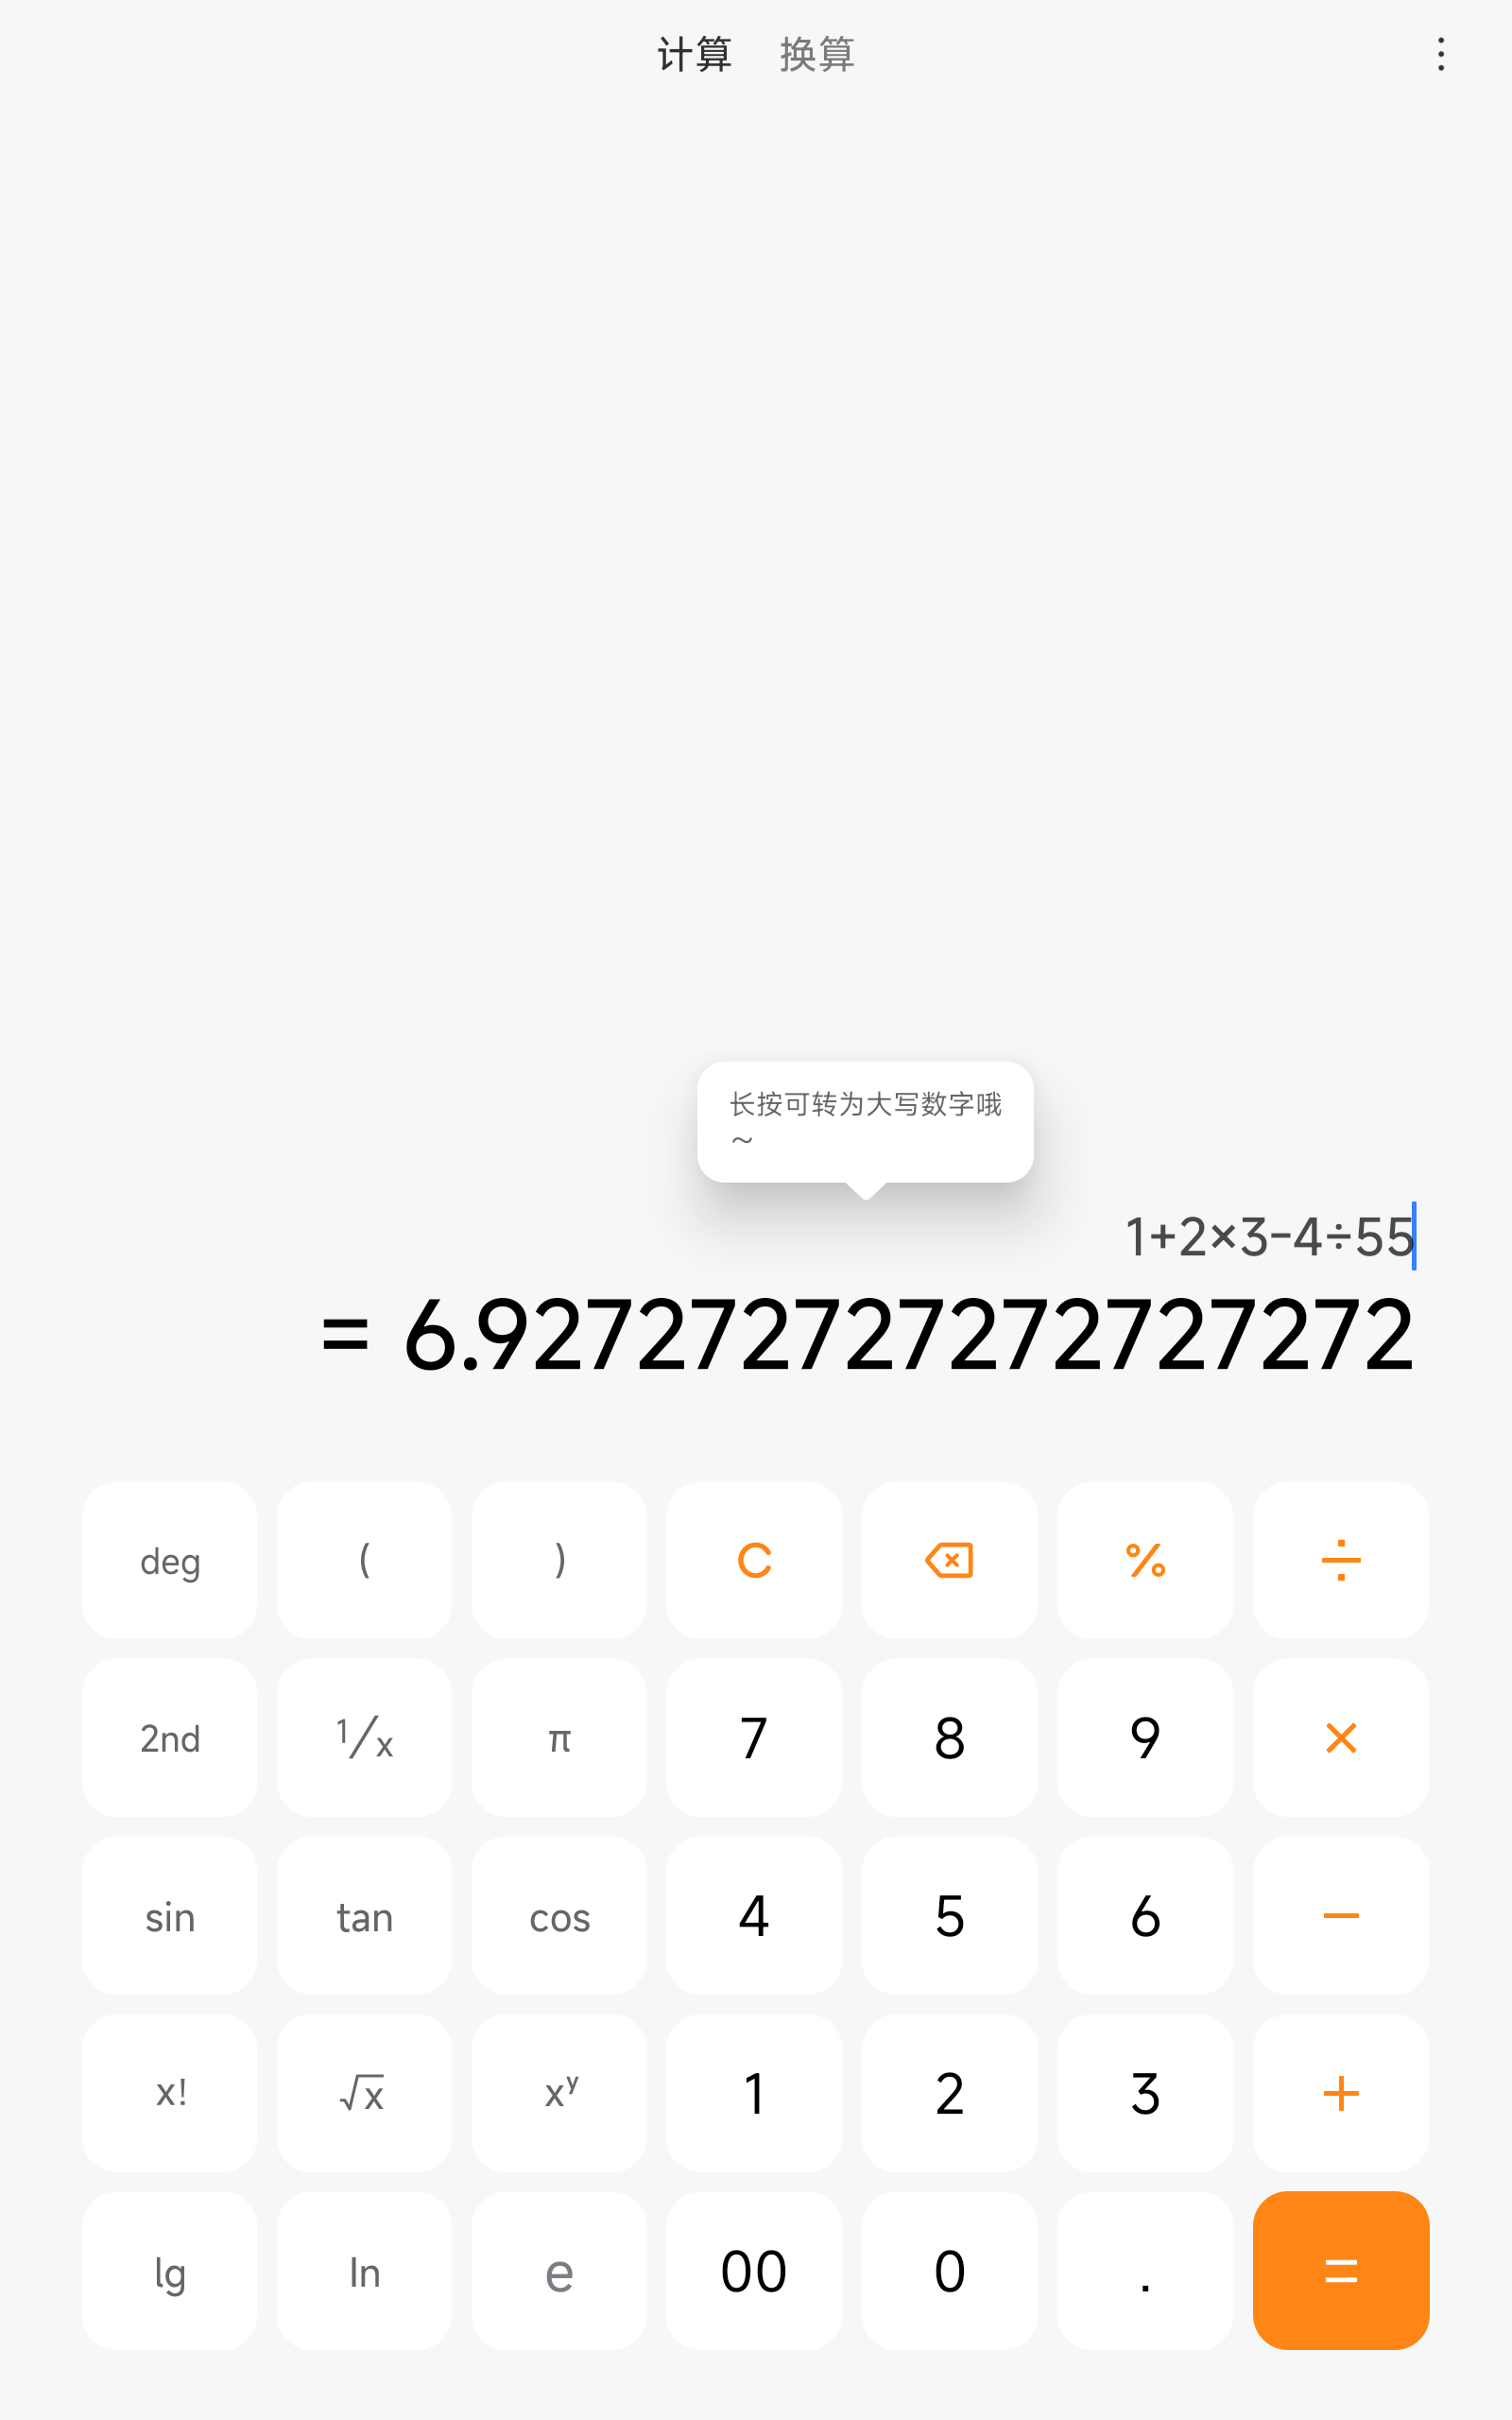 计算 换算
长按可转为大写数字哦
～
1+2×3-4÷55
= 6.927272727272727272
deg ( ) C % ÷
2nd 1/x π 7 8 9 ×
sin tan cos 4 5 6 −
x! √x xʸ 1 2 3 +
lg ln e 00 0 . =